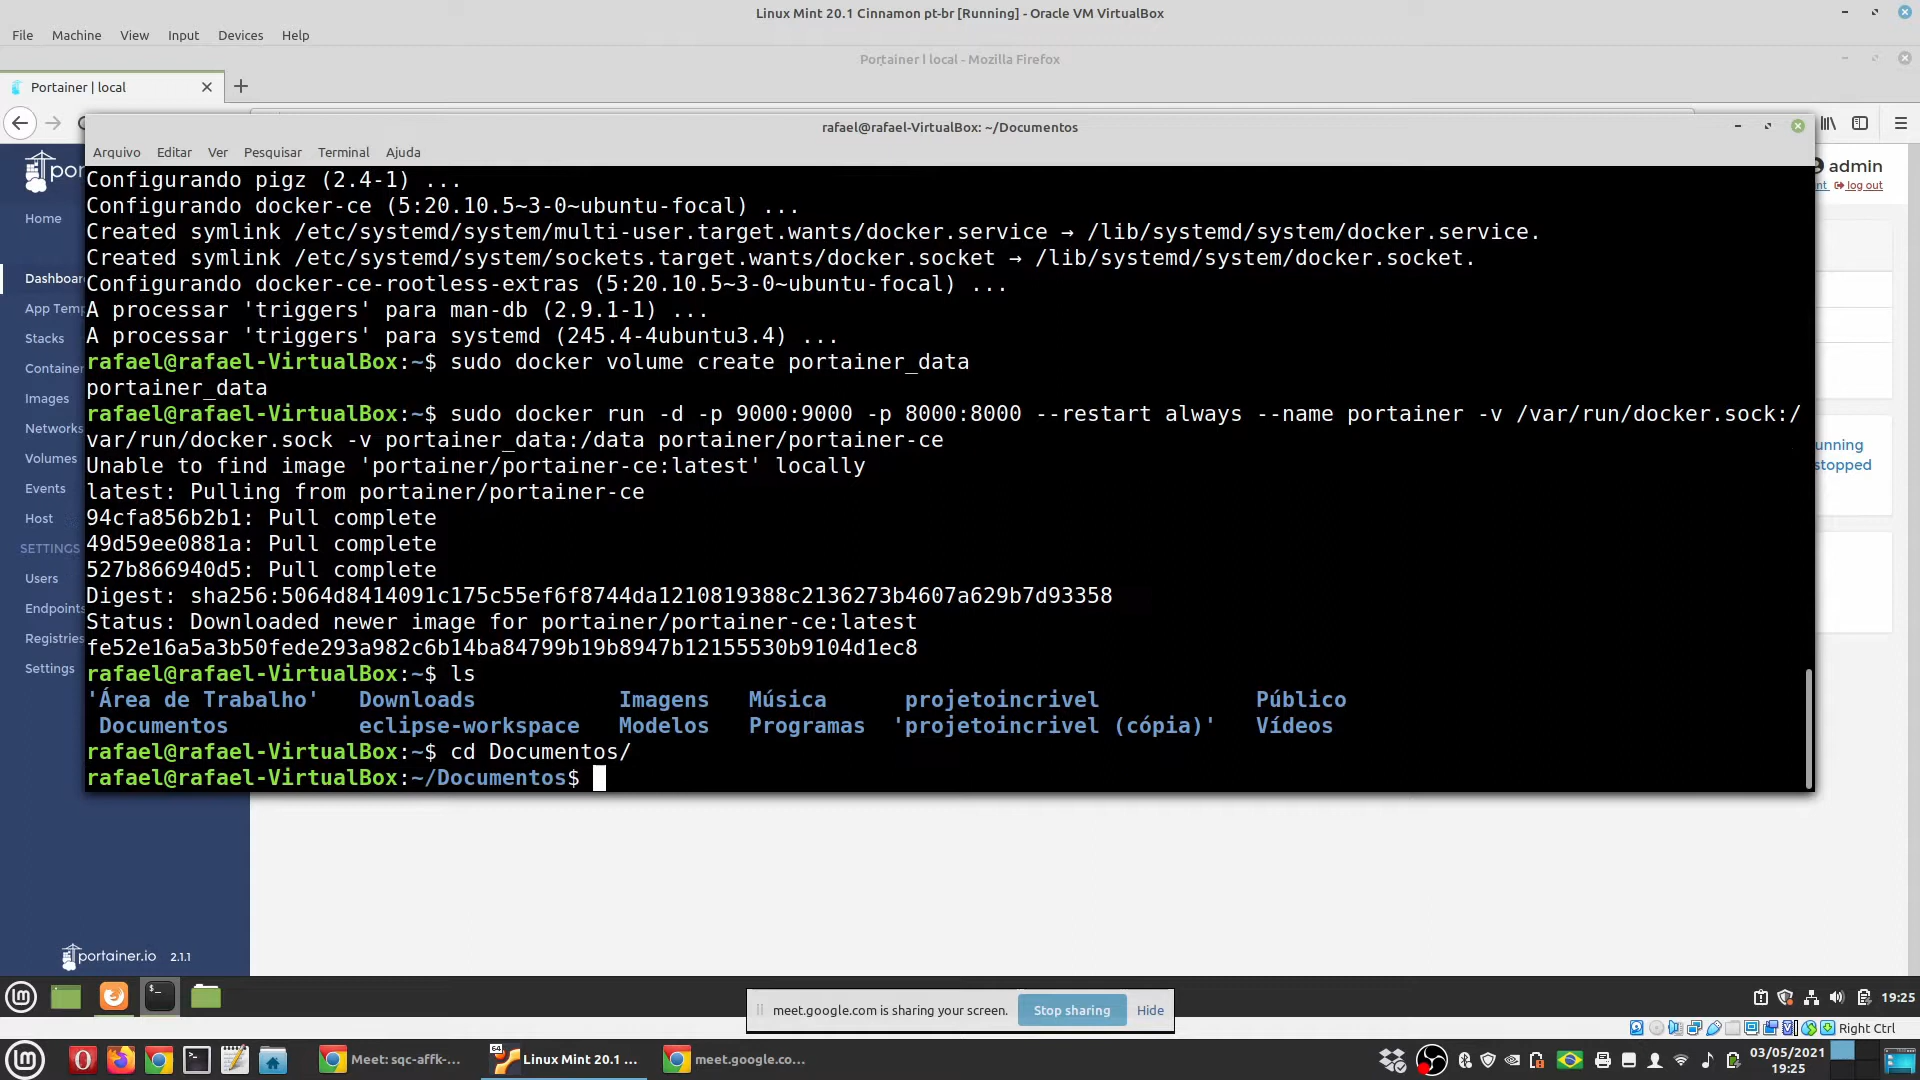 Linux Mint 20.1 Cinnamon pt-br [Running] - Oracle VM VirtualBox
File Machine View Input Devices Help
Portainer | local - Mozilla Firefox
Portainer | local
rafael@rafael-VirtualBox: ~/Documentos
Arquivo Editar Ver Pesquisar Terminal Ajuda
por
admin
nt log out
Home
Dashboar
App Temp
Stacks
Container
Images
Networks
Volumes
Events
Host
SETTINGS
Users
Endpoints
Registries
Settings
Configurando pigz (2.4-1) ...
Configurando docker-ce (5:20.10.5~3-0~ubuntu-focal) ...
Created symlink /etc/systemd/system/multi-user.target.wants/docker.service → /lib/systemd/system/docker.service.
Created symlink /etc/systemd/system/sockets.target.wants/docker.socket → /lib/systemd/system/docker.socket.
Configurando docker-ce-rootless-extras (5:20.10.5~3-0~ubuntu-focal) ...
A processar 'triggers' para man-db (2.9.1-1) ...
A processar 'triggers' para systemd (245.4-4ubuntu3.4) ...
rafael@rafael-VirtualBox:~$ sudo docker volume create portainer_data
portainer_data
rafael@rafael-VirtualBox:~$ sudo docker run -d -p 9000:9000 -p 8000:8000 --restart always --name portainer -v /var/run/docker.sock:/
var/run/docker.sock -v portainer_data:/data portainer/portainer-ce
Unable to find image 'portainer/portainer-ce:latest' locally
latest: Pulling from portainer/portainer-ce
94cfa856b2b1: Pull complete
49d59ee0881a: Pull complete
527b866940d5: Pull complete
Digest: sha256:5064d8414091c175c55ef6f8744da1210819388c2136273b4607a629b7d93358
Status: Downloaded newer image for portainer/portainer-ce:latest
fe52e16a5a3b50fede293a982c6b14ba84799b19b8947b12155530b9104d1ec8
rafael@rafael-VirtualBox:~$ ls
'Área de Trabalho' Downloads Imagens Música projetoincrivel Público
Documentos eclipse-workspace Modelos Programas 'projetoincrivel (cópia)' Vídeos
rafael@rafael-VirtualBox:~$ cd Documentos/
rafael@rafael-VirtualBox:~/Documentos$
unning
stopped
portainer.io 2.1.1
19:25
meet.google.com is sharing your screen. Stop sharing Hide
Right Ctrl
Meet: sqc-affk-...
64
Linux Mint 20.1 ...
meet.google.co...
03/05/2021
19:25